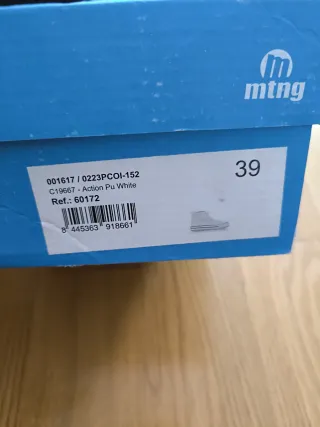 m
mtng
001617 / 0223PCOI-152
C19667 - Action Pu White
Ref.: 60172
39
8 445363 918661